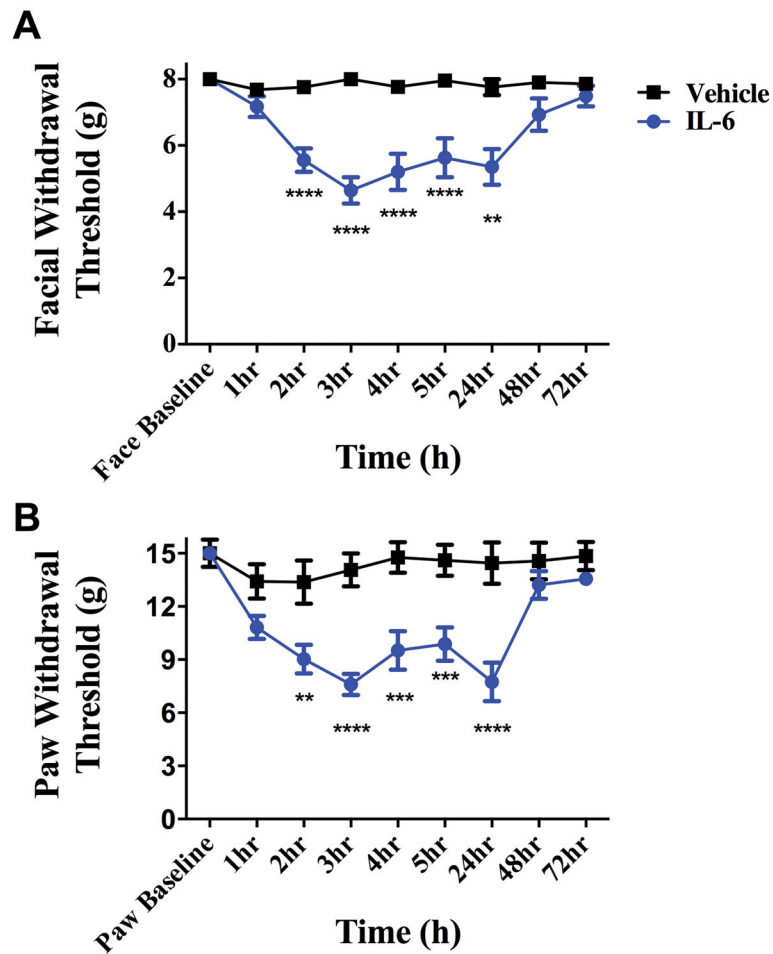 A
Facial Withdrawal
Threshold (g)
8
6
4
2
0
****
****
****
****
**
Vehicle
IL-6
Face Baseline
1hr
2hr
3hr
4hr
5hr
24hr
48hr
72hr
Time (h)
B
Paw Withdrawal
Threshold (g)
15
12
9
6
3
0
**
****
***
***
****
Paw Baseline
1hr
2hr
3hr
4hr
5hr
24hr
48hr
72hr
Time (h)